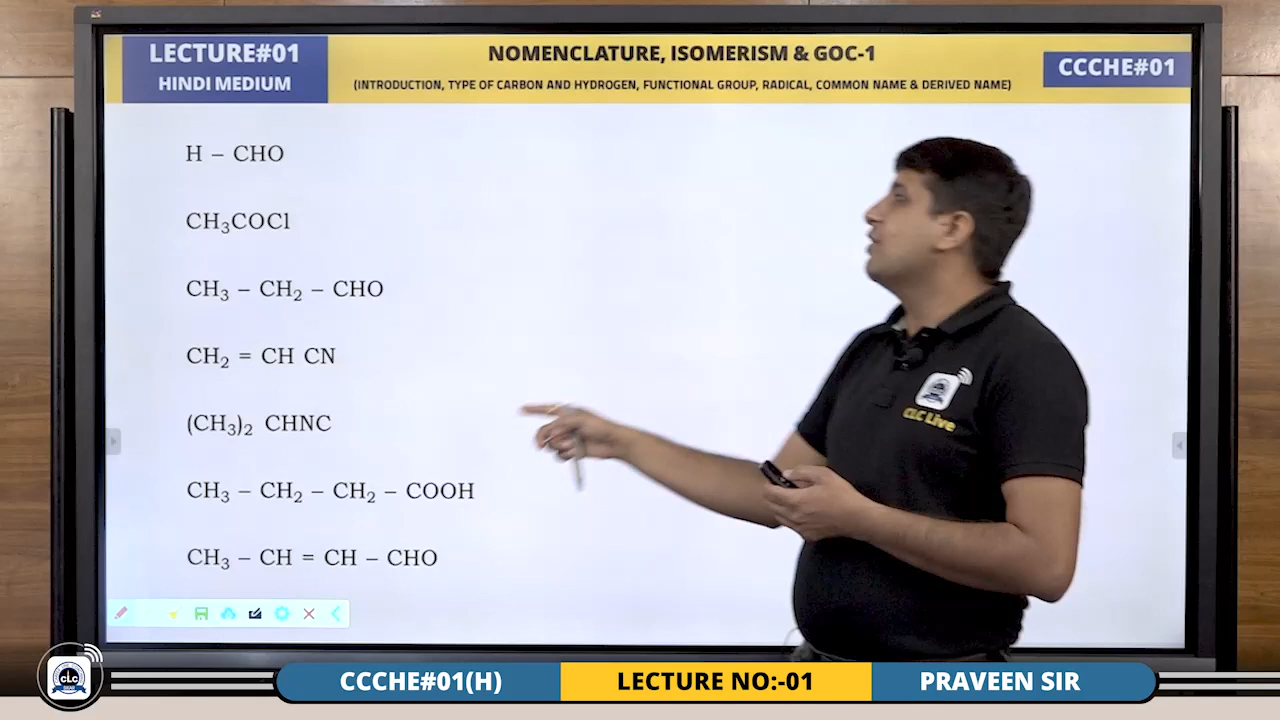 LECTURE#01
HINDI MEDIUM
NOMENCLATURE, ISOMERISM & GOC-1
(INTRODUCTION, TYPE OF CARBON AND HYDROGEN, FUNCTIONAL GROUP, RADICAL, COMMON NAME & DERIVED NAME)
CCCHE#01
H – CHO
CH₃COCl
CH₃ – CH₂ – CHO
CH₂ = CH CN
(CH₃)₂ CHNC
CH₃ – CH₂ – CH₂ – COOH
CH₃ – CH = CH – CHO
CLC Live
CLC
SIKAR
CCCHE#01(H)
LECTURE NO:-01
PRAVEEN SIR